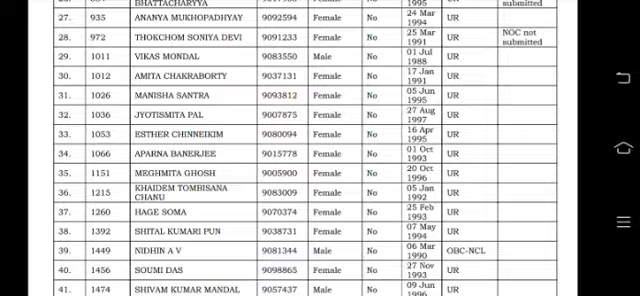 BHATTACHARYYA 1995 submitted
27. 935 ANANYA MUKHOPADHYAY 9092594 Female No 24 Mar 1994 UR
28. 972 THOKCHOM SONIYA DEVI 9091233 Female No 25 Mar 1991 UR NOC not submitted
29. 1011 VIKAS MONDAL 9083550 Male No 01 Jul 1988 UR
30. 1012 AMITA CHAKRABORTY 9037131 Female No 17 Jan 1991 UR
31. 1026 MANISHA SANTRA 9093812 Female No 05 Jun 1995 UR
32. 1036 JYOTISMITA PAL 9007875 Female No 27 Aug 1997 UR
33. 1053 ESTHER CHINNEIKIM 9080094 Female No 16 Apr 1995 UR
34. 1066 APARNA BANERJEE 9015778 Female No 01 Oct 1993 UR
35. 1151 MEGHMITA GHOSH 9005900 Female No 20 Oct 1996 UR
36. 1215 KHAIDEM TOMBISANA CHANU 9083009 Female No 05 Jan 1992 UR
37. 1260 HAGE SOMA 9070374 Female No 25 Feb 1993 UR
38. 1392 SHITAL KUMARI PUN 9038731 Female No 07 May 1994 UR
39. 1449 NIDHIN A V 9081344 Male No 06 Mar 1990 OBC-NCL
40. 1456 SOUMI DAS 9098865 Female No 27 Nov 1993 UR
41. 1474 SHIVAM KUMAR MANDAL 9057437 Male No 09 Jun 1996 UR